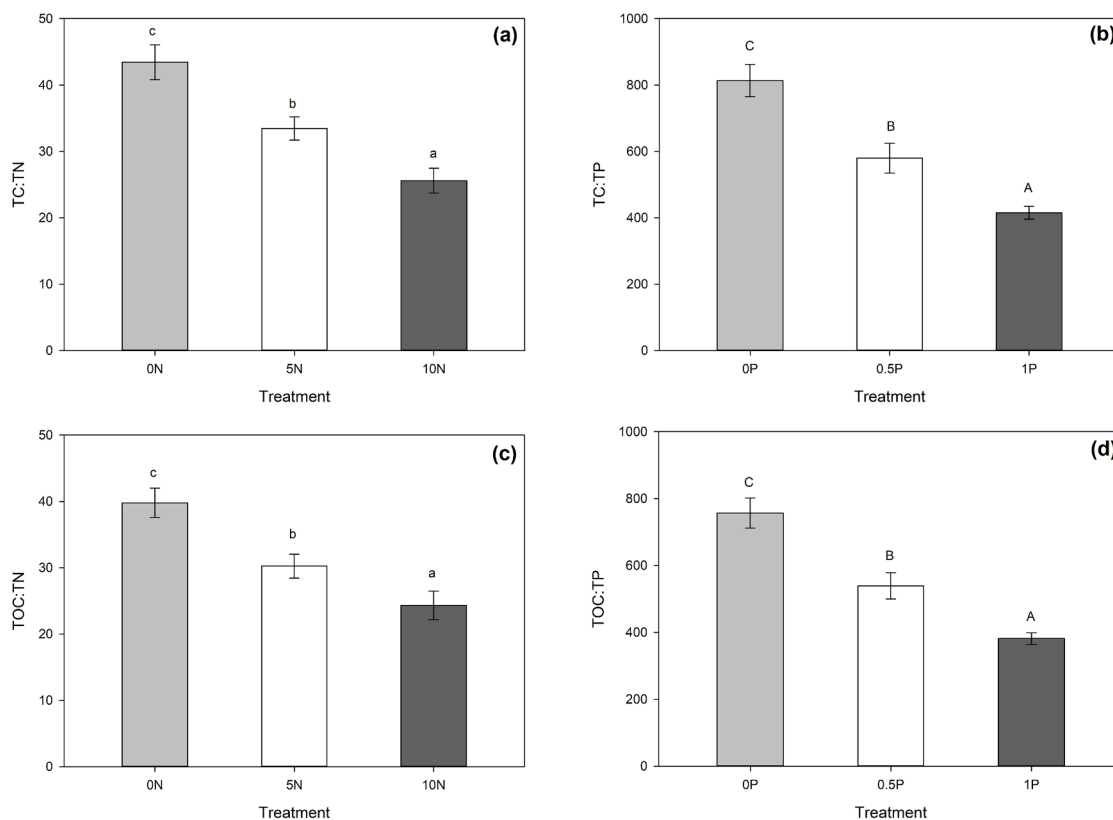 (a)
50
40
30
20
10
0
TC:TN
c
b
a
0N 5N 10N
Treatment
(b)
1000
800
600
400
200
0
TC:TP
C
B
A
0P 0.5P 1P
Treatment
(c)
50
40
30
20
10
0
TOC:TN
c
b
a
0N 5N 10N
Treatment
(d)
1000
800
600
400
200
0
TOC:TP
C
B
A
0P 0.5P 1P
Treatment